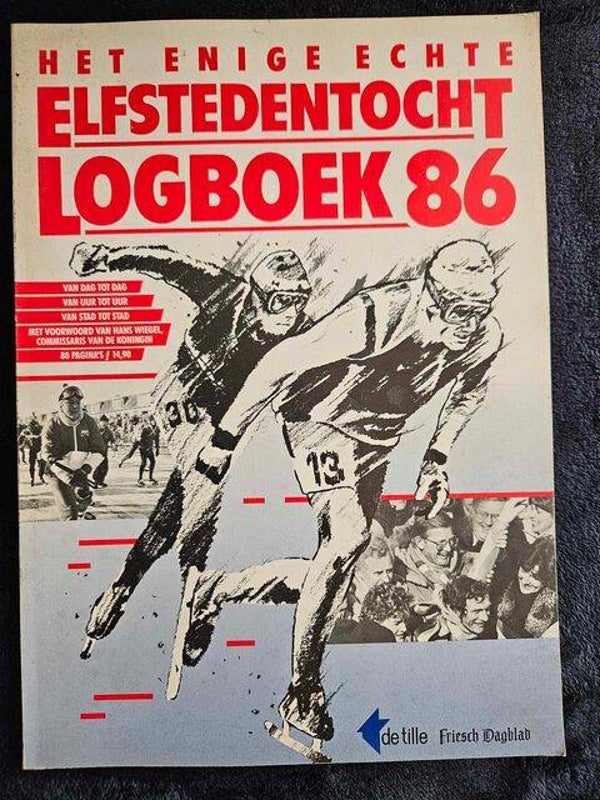 HET ENIGE ECHTE
ELFSTEDENTOCHT
LOGBOEK 86
VAN DAG TOT DAG
VAN UUR TOT UUR
VAN STAD TOT STAD
MET VOORWOORD VAN HANS WIEGEL,
COMMISSARIS VAN DE KONINGIN
80 PAGINA'S ƒ 14,90
30
13
de tille Friesch Dagblad